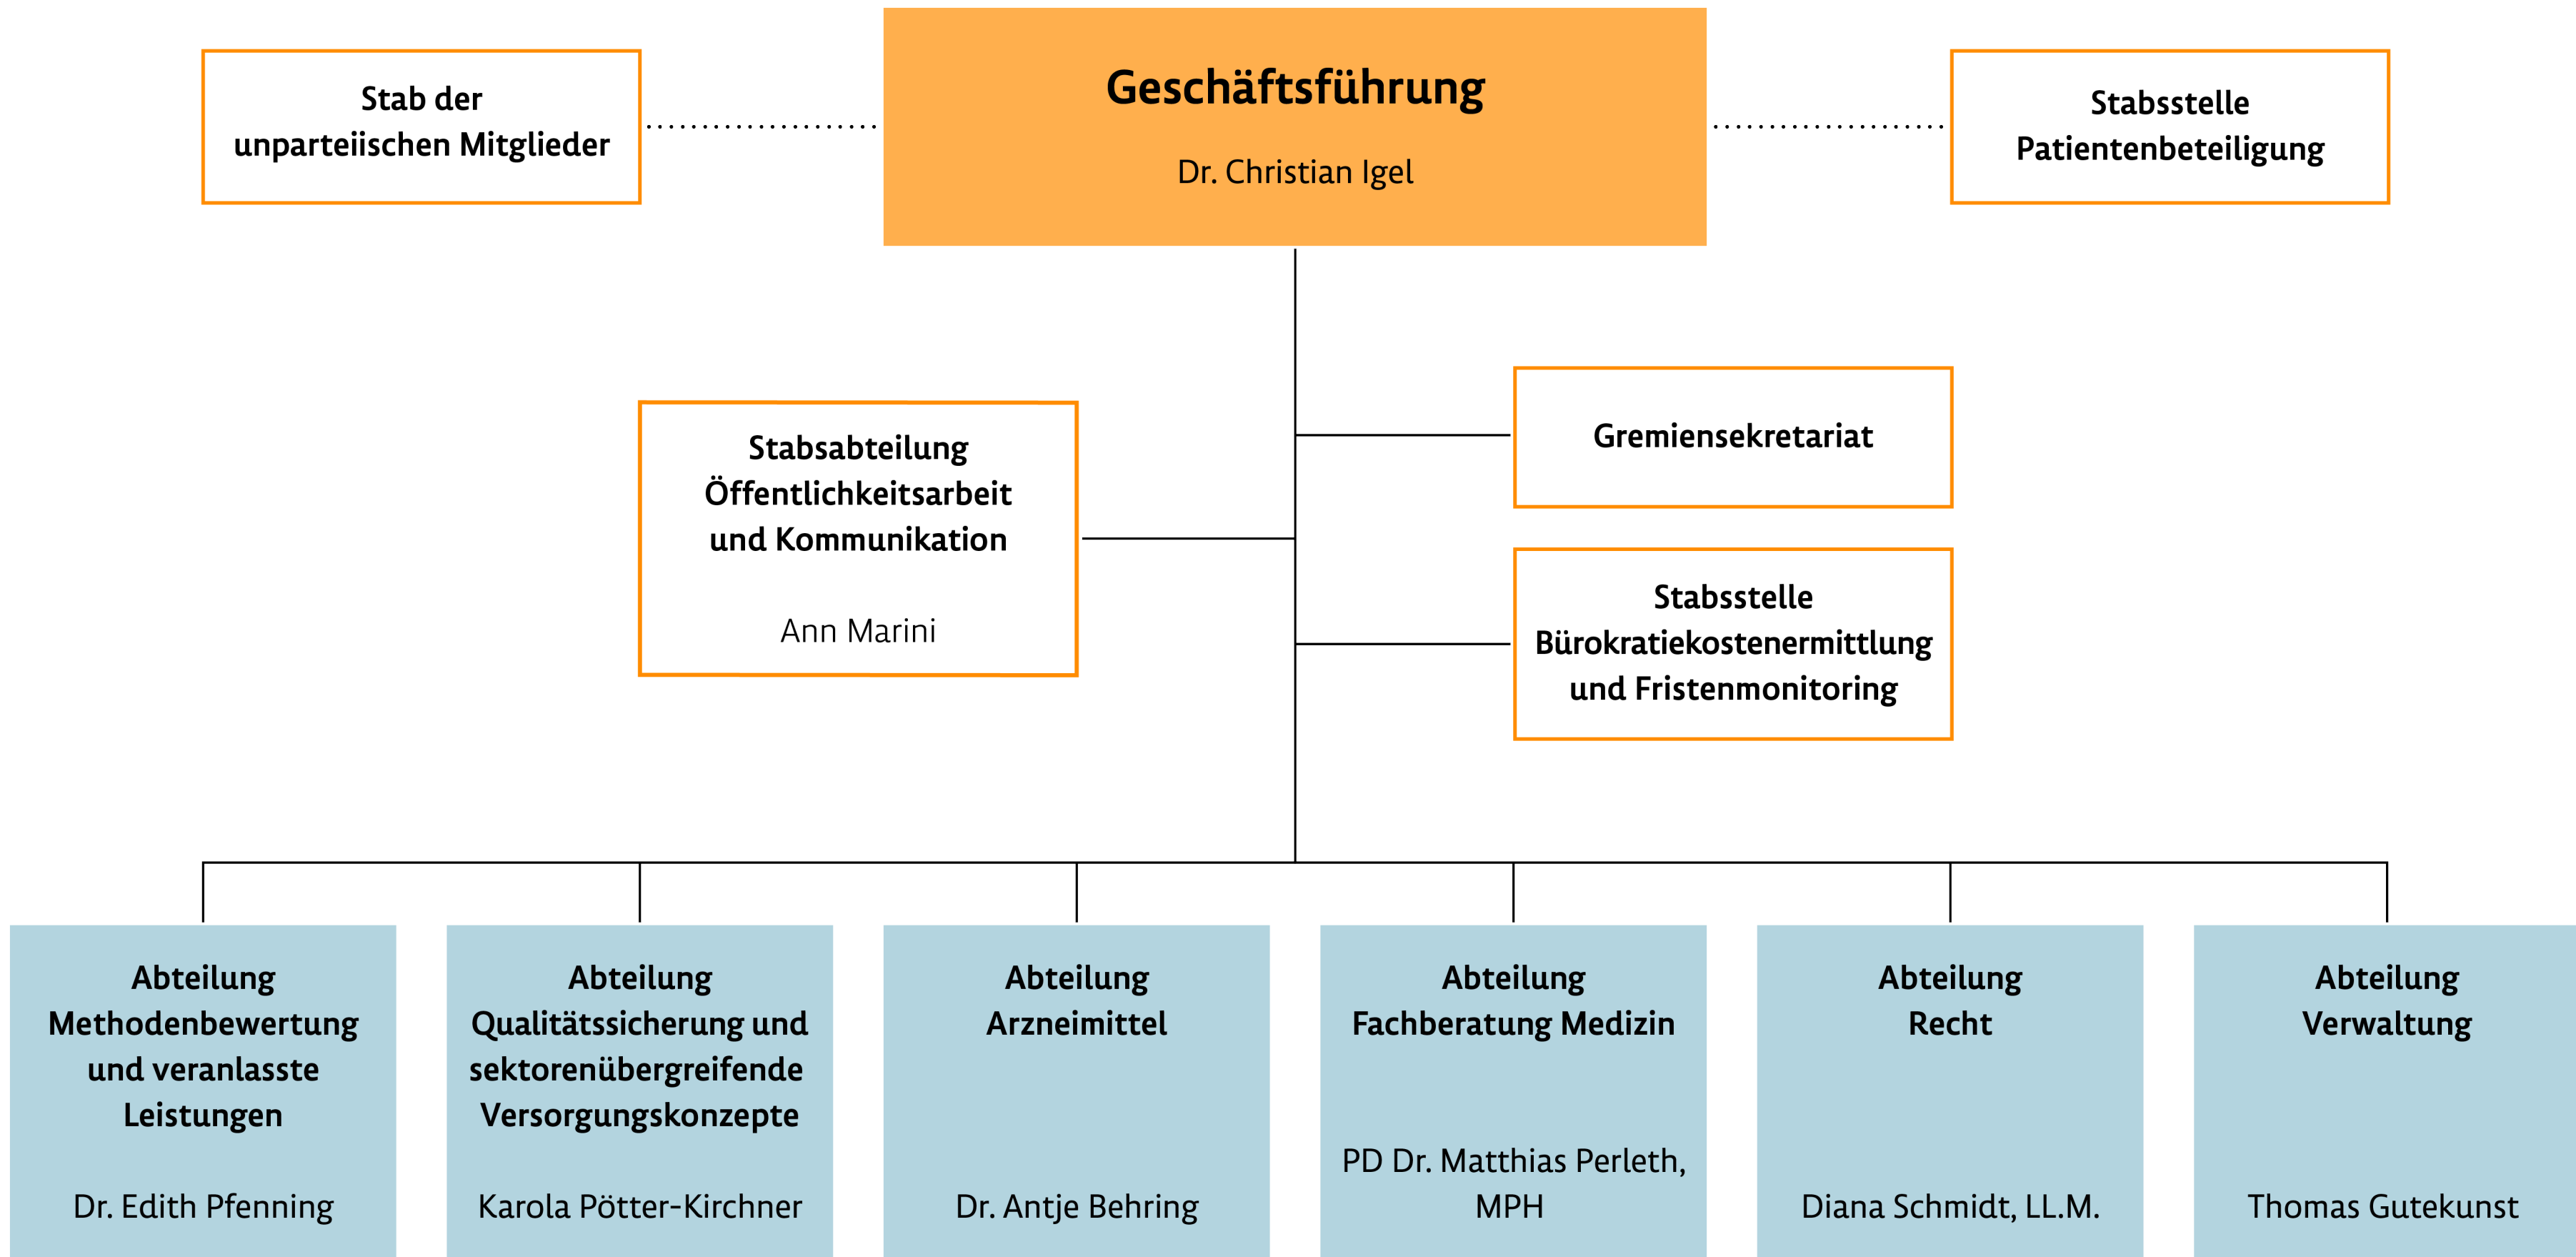 Stab der
unparteiischen Mitglieder
Geschäftsführung
Dr. Christian Igel
Stabsstelle
Patientenbeteiligung
Stabsabteilung
Öffentlichkeitsarbeit
und Kommunikation
Ann Marini
Gremiensekretariat
Stabsstelle
Bürokratiekostenermittlung
und Fristenmonitoring
Abteilung
Methodenbewertung
und veranlasste
Leistungen
Dr. Edith Pfenning
Abteilung
Qualitätssicherung und
sektorenübergreifende
Versorgungskonzepte
Karola Pötter-Kirchner
Abteilung
Arzneimittel
Dr. Antje Behring
Abteilung
Fachberatung Medizin
PD Dr. Matthias Perleth,
MPH
Abteilung
Recht
Diana Schmidt, LL.M.
Abteilung
Verwaltung
Thomas Gutekunst